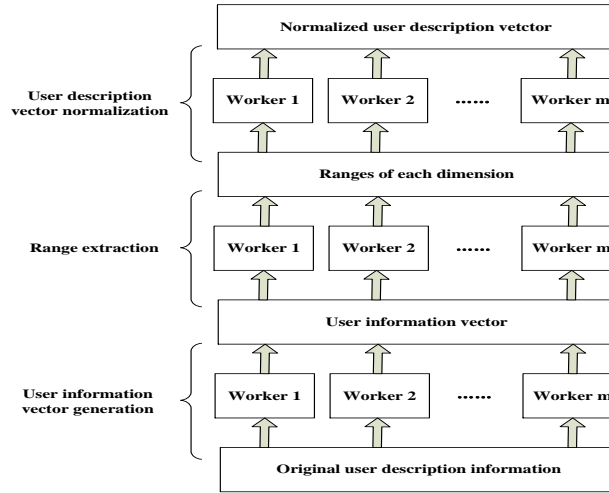 Normalized user description vetctor
User description
vector normalization
Worker 1
Worker 2
......
Worker m
Ranges of each dimension
Range extraction
Worker 1
Worker 2
......
Worker m
User information vector
User information
vector generation
Worker 1
Worker 2
......
Worker m
Original user description information